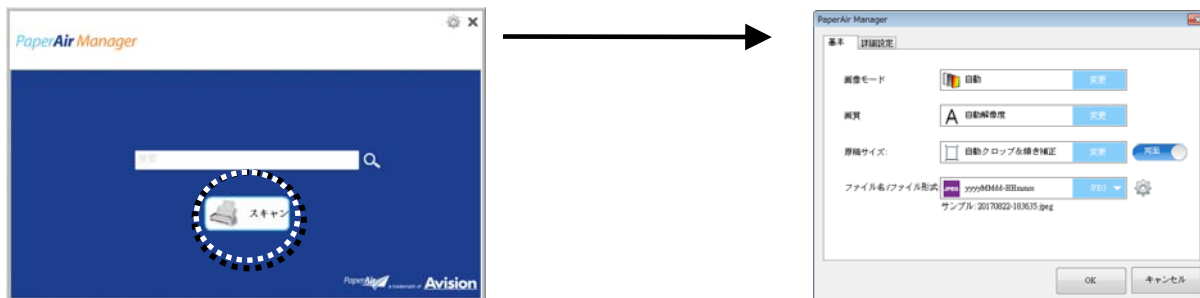 PaperAir Manager
検索
スキャン
PaperAir a trademark of Avision
PaperAir Manager
基本 詳細設定
画像モード 自動 変更
画質 A 自動解像度 変更
原稿サイズ: 自動クロップ&傾き補正 変更 両面
ファイル名/ファイル形式: JPEG yyyyMMdd-HHmmss JPEG
サンプル: 20170822-183635.jpeg
OK キャンセル